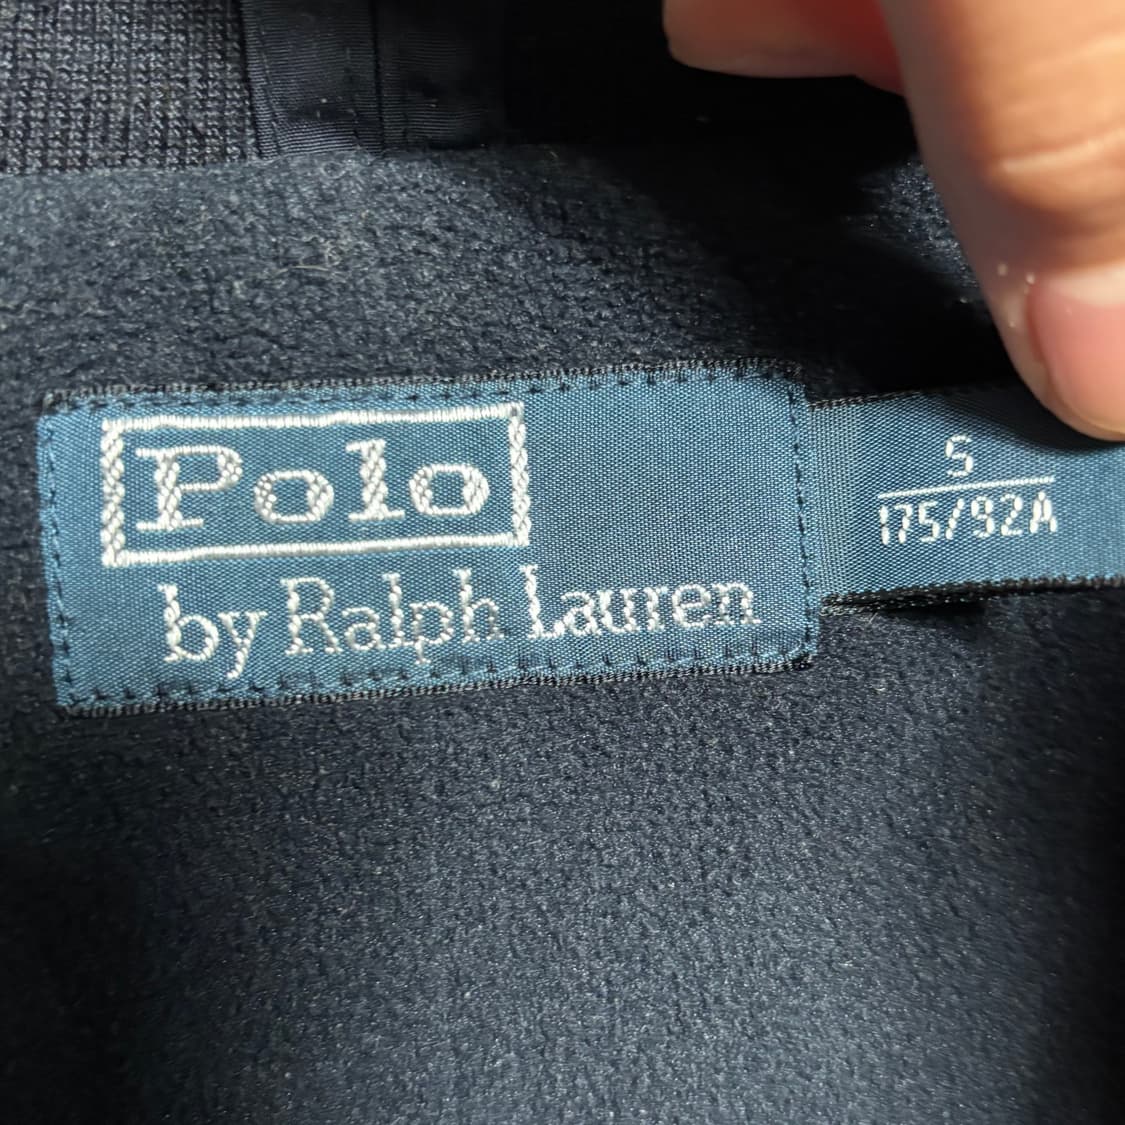 Polo
by Ralph Lauren
S
175/92A